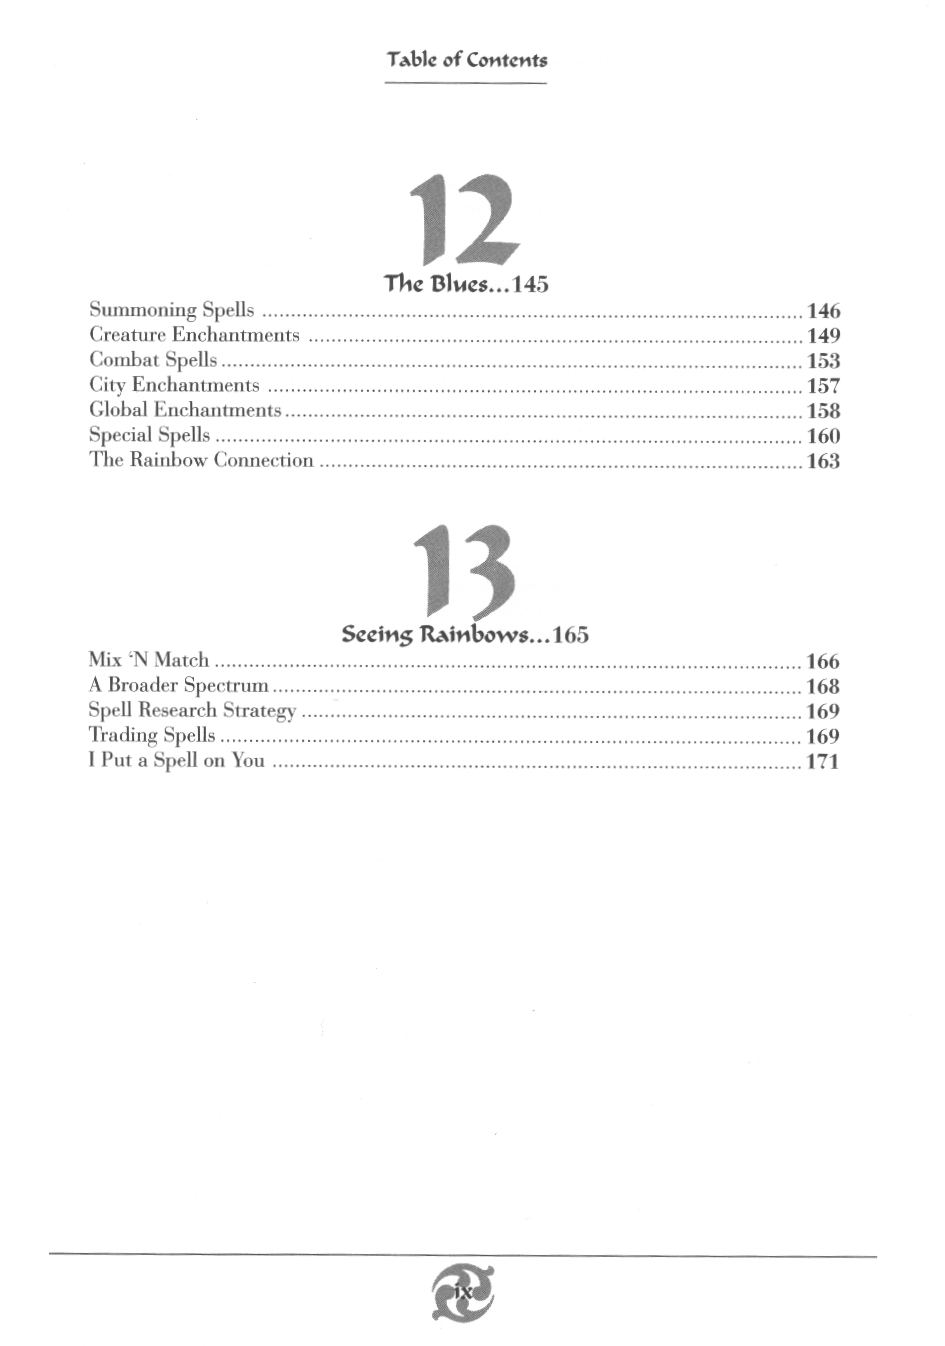 Table of Contents
12
The Blues...145
Summoning Spells ........ 146
Creature Enchantments ........ 149
Combat Spells ........ 153
City Enchantments ........ 157
Global Enchantments ........ 158
Special Spells ........ 160
The Rainbow Connection ........ 163
13
Seeing Rainbows...165
Mix ‘N Match ........ 166
A Broader Spectrum ........ 168
Spell Research Strategy ........ 169
Trading Spells ........ 169
I Put a Spell on You ........ 171
ix